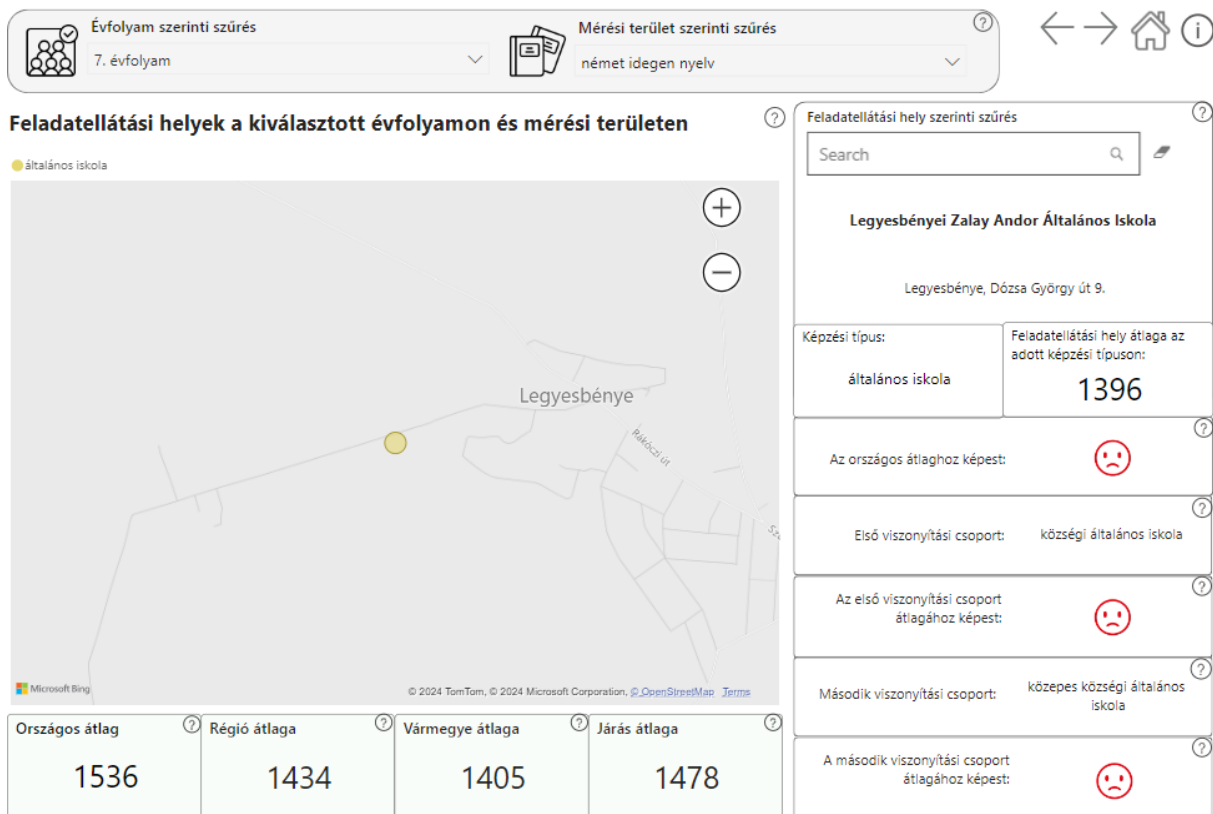 Évfolyam szerinti szűrés
7. évfolyam
Mérési terület szerinti szűrés
német idegen nyelv
?
i
Feladatellátási helyek a kiválasztott évfolyamon és mérési területen
?
általános iskola
Legyesbénye
Rákóczi út
Microsoft Bing
© 2024 TomTom, © 2024 Microsoft Corporation, © OpenStreetMap Terms
Országos átlag
?
1536
Régió átlaga
?
1434
Vármegye átlaga
?
1405
Járás átlaga
?
1478
Feladatellátási hely szerinti szűrés
?
Search
Legyesbényei Zalay Andor Általános Iskola
Legyesbénye, Dózsa György út 9.
Képzési típus:
általános iskola
Feladatellátási hely átlaga az
adott képzési típuson:
1396
Az országos átlaghoz képest:
?
Első viszonyítási csoport:
községi általános iskola
?
Az első viszonyítási csoport
átlagához képest:
?
Második viszonyítási csoport:
közepes községi általános
iskola
?
A második viszonyítási csoport
átlagához képest:
?